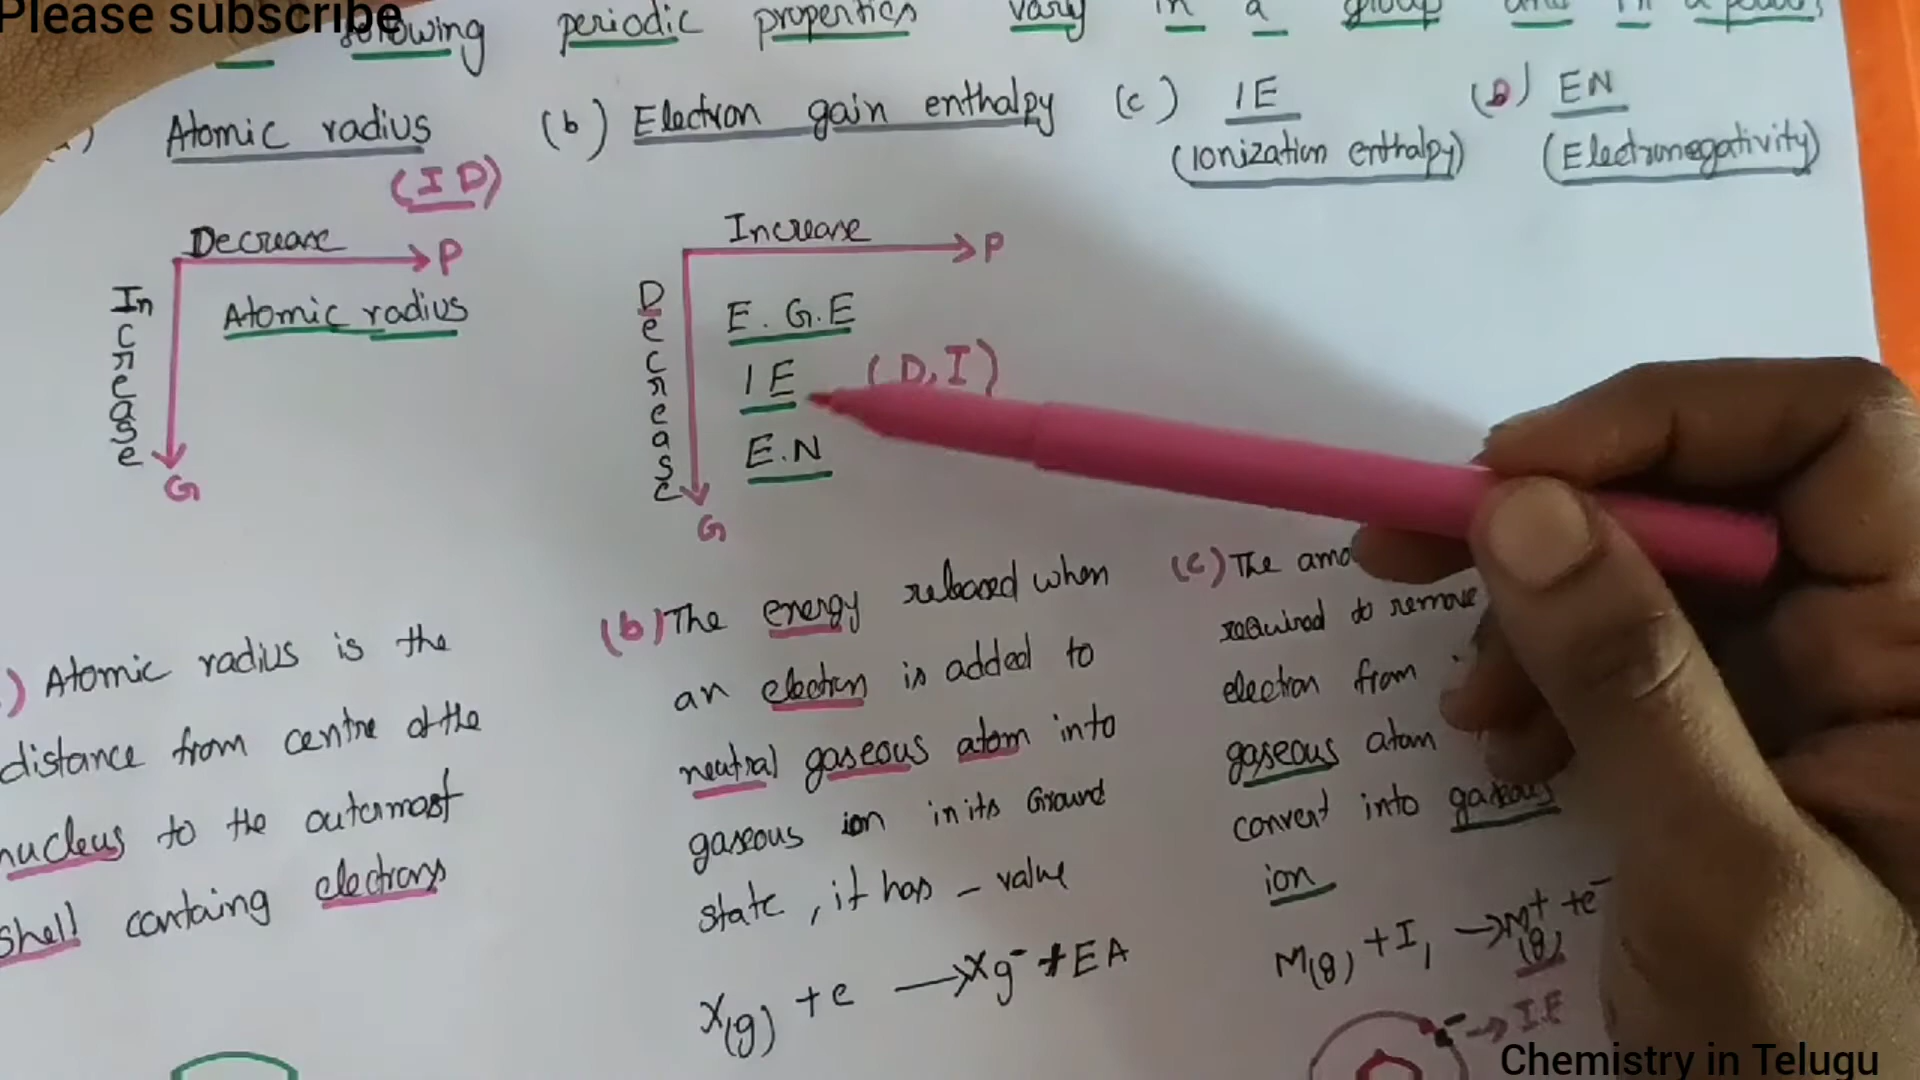 Please subscribe
following periodic properties vary in a group and in a
Atomic radius (b) Electron gain enthalpy (c) IE (d) EN
(Ionization enthalpy) (Electronegativity)
(I D)
Decrease P
Increase
G
Atomic radius
Increase P
Decrease
G
E.G.E
IE (D,I)
E.N
) Atomic radius is the
distance from centre of the
nucleus to the outermost
shell containg electrons
(b) The energy released when
an electron is added to
neutral gaseous atom into
gaseous ion in its Ground
state, it has - value
X(g) + e → Xg⁻ + EA
(c) The
required to remove
electron from
gaseous atom
convert into gaseous
ion
M(g) + I₁ → M⁺(g) + e⁻
- → I.E
Chemistry in Telugu